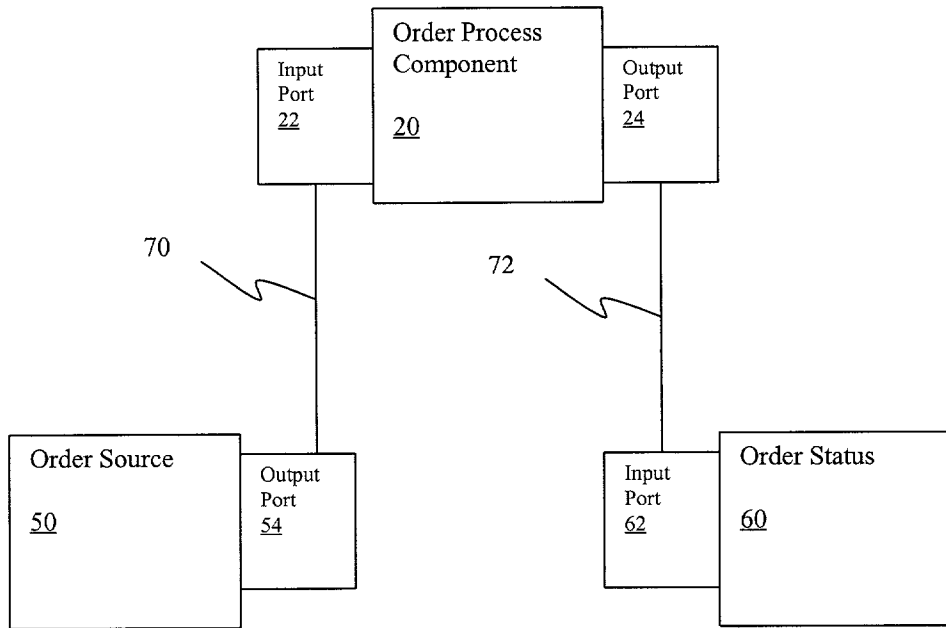 Order Process
Component
20
Input
Port
22
Output
Port
24
70
72
Order Source
50
Output
Port
54
Input
Port
62
Order Status
60